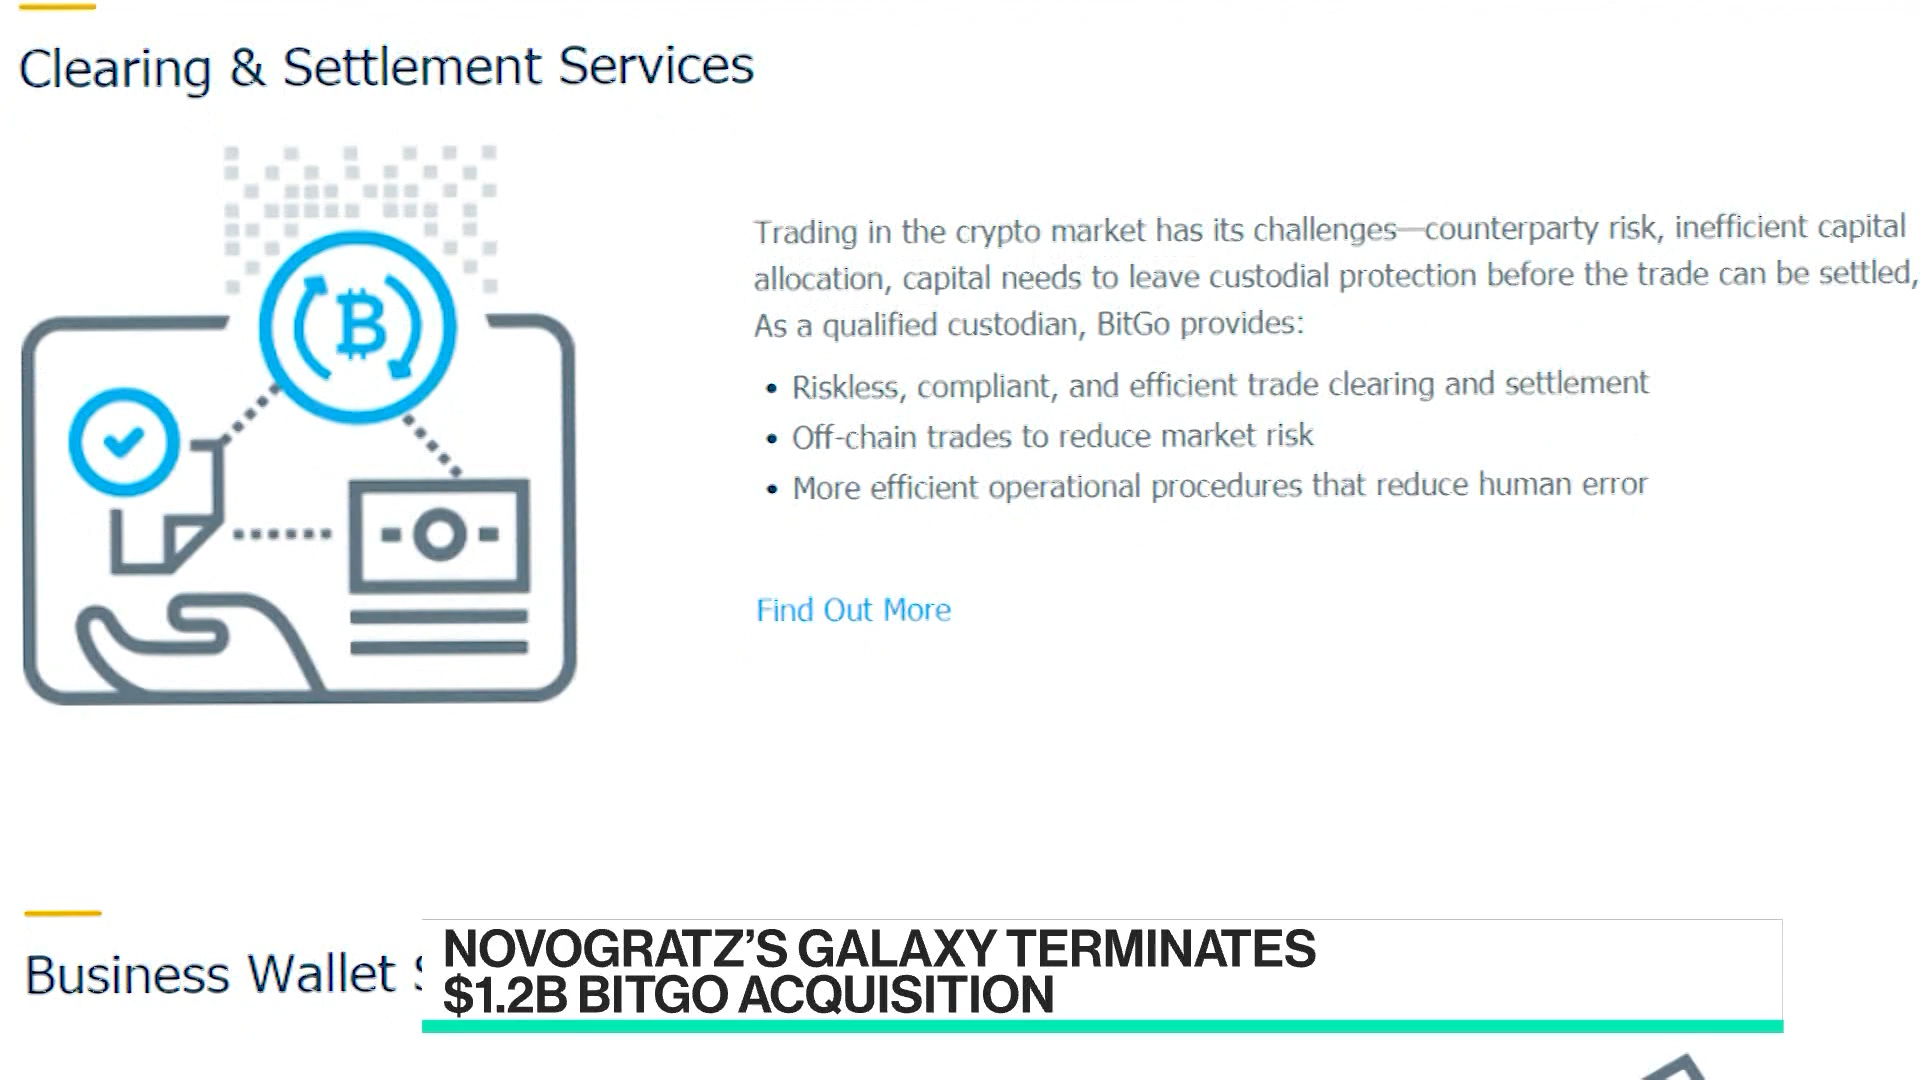 Clearing & Settlement Services
Trading in the crypto market has its challenges—counterparty risk, inefficient capital
allocation, capital needs to leave custodial protection before the trade can be settled,
As a qualified custodian, BitGo provides:
• Riskless, compliant, and efficient trade clearing and settlement
• Off-chain trades to reduce market risk
• More efficient operational procedures that reduce human error
Find Out More
Business Wallet
NOVOGRATZ'S GALAXY TERMINATES
$1.2B BITGO ACQUISITION